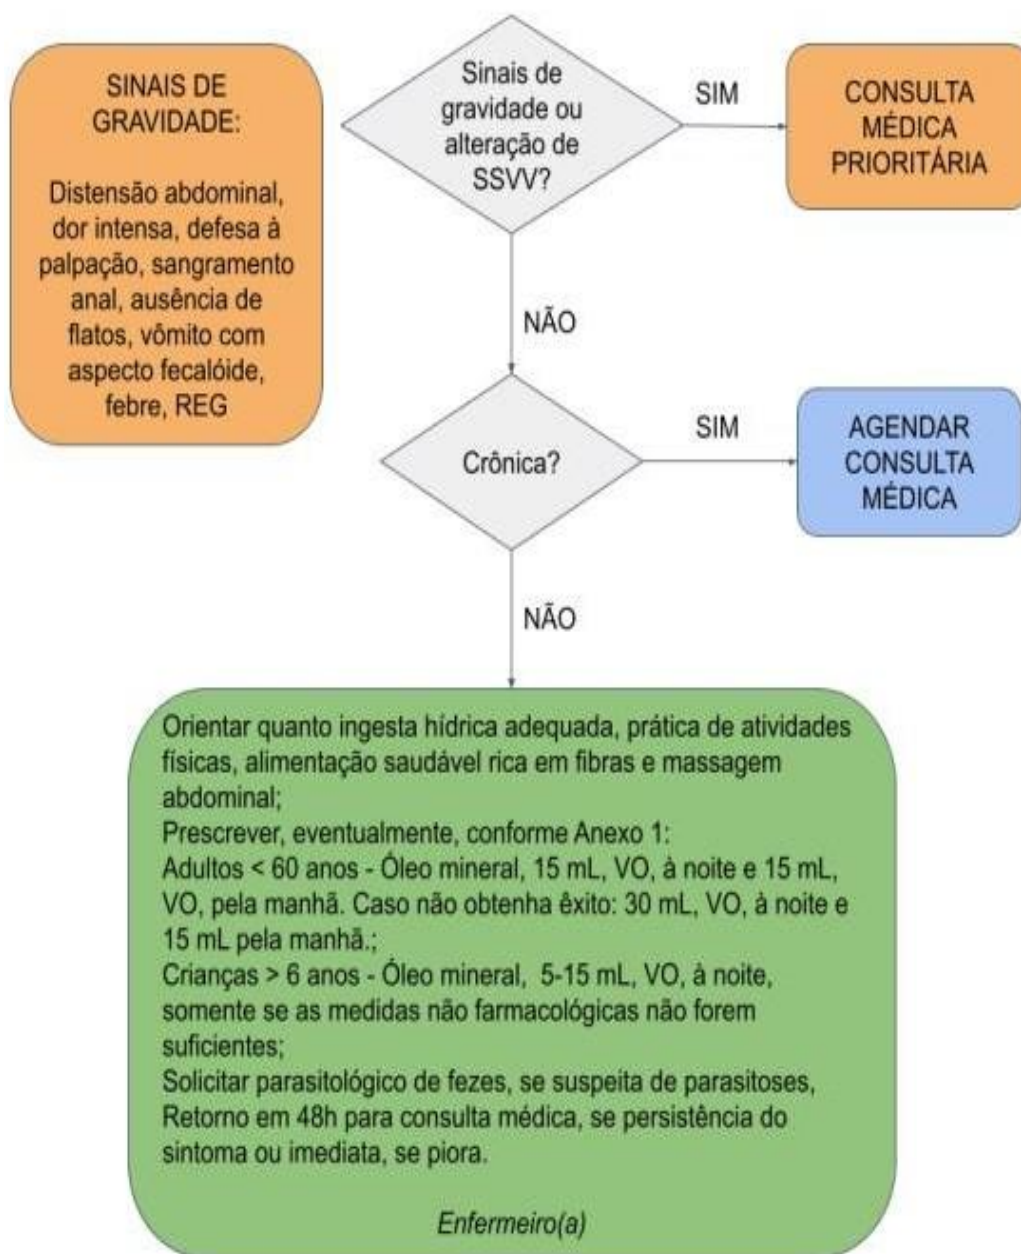 SINAIS DE
GRAVIDADE:
Distensão abdominal,
dor intensa, defesa à
palpação, sangramento
anal, ausência de
flatos, vômito com
aspecto fecalóide,
febre, REG
Sinais de
gravidade ou
alteração de
SSVV?
SIM
CONSULTA
MÉDICA
PRIORITÁRIA
NÃO
Crônica?
SIM
AGENDAR
CONSULTA
MÉDICA
NÃO
Orientar quanto ingesta hídrica adequada, prática de atividades
físicas, alimentação saudável rica em fibras e massagem
abdominal;
Prescrever, eventualmente, conforme Anexo 1:
Adultos < 60 anos - Óleo mineral, 15 mL, VO, à noite e 15 mL,
VO, pela manhã. Caso não obtenha êxito: 30 mL, VO, à noite e
15 mL pela manhã.;
Crianças > 6 anos - Óleo mineral, 5-15 mL, VO, à noite,
somente se as medidas não farmacológicas não forem
suficientes;
Solicitar parasitológico de fezes, se suspeita de parasitoses,
Retorno em 48h para consulta médica, se persistência do
sintoma ou imediata, se piora.
Enfermeiro(a)